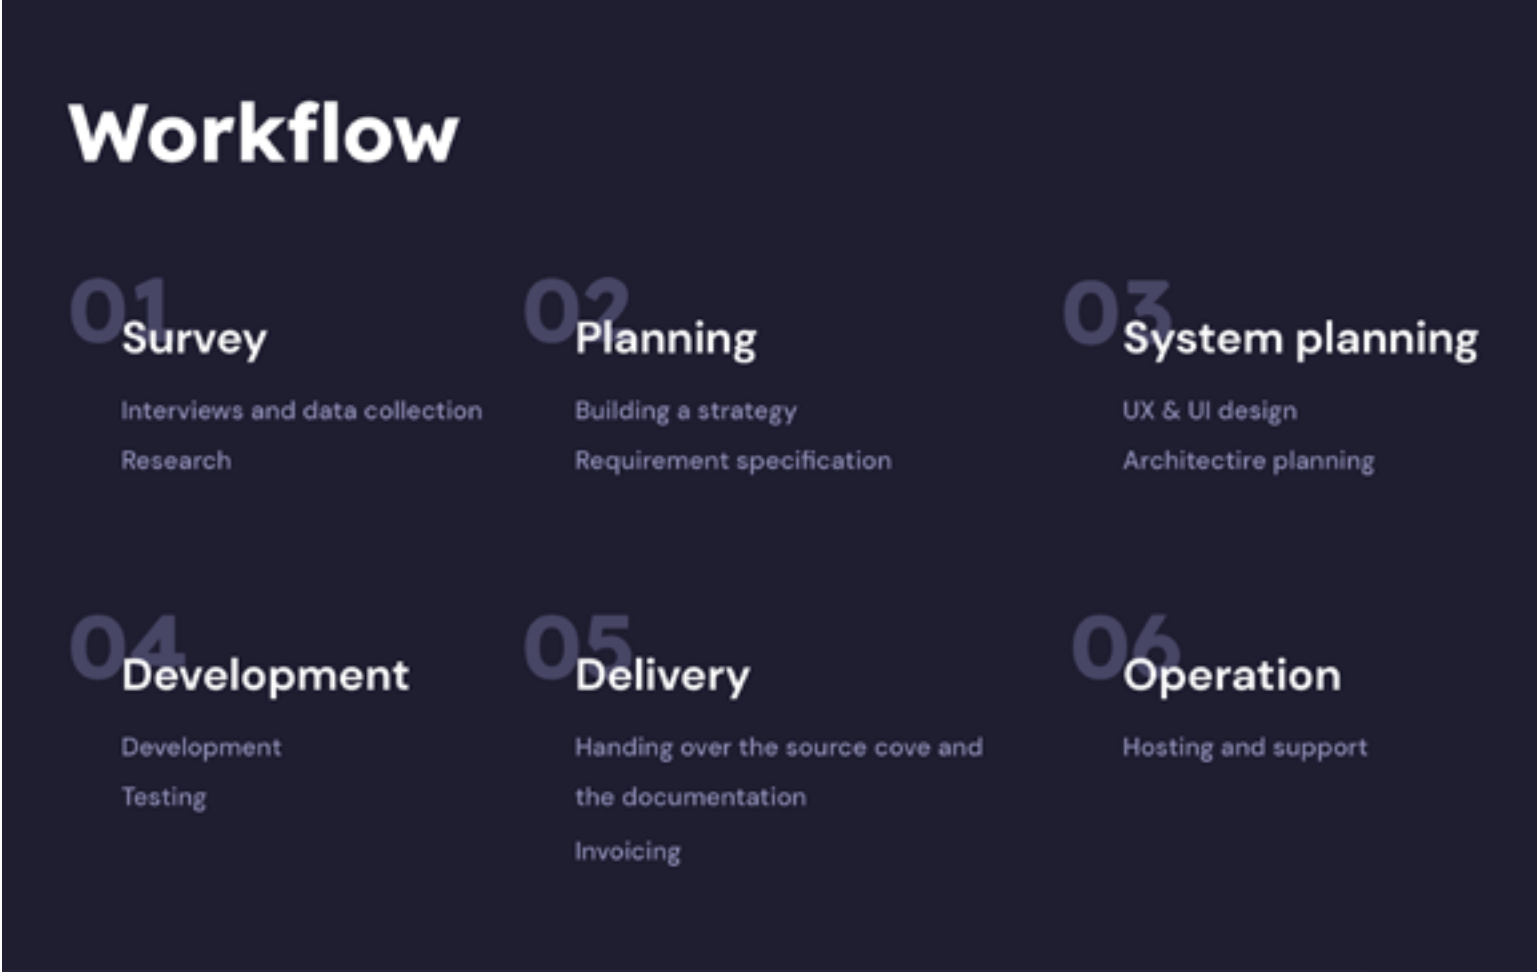 Workflow
01
Survey
Interviews and data collection
Research
02
Planning
Building a strategy
Requirement specification
03
System planning
UX & UI design
Architectire planning
04
Development
Development
Testing
05
Delivery
Handing over the source cove and
the documentation
Invoicing
06
Operation
Hosting and support